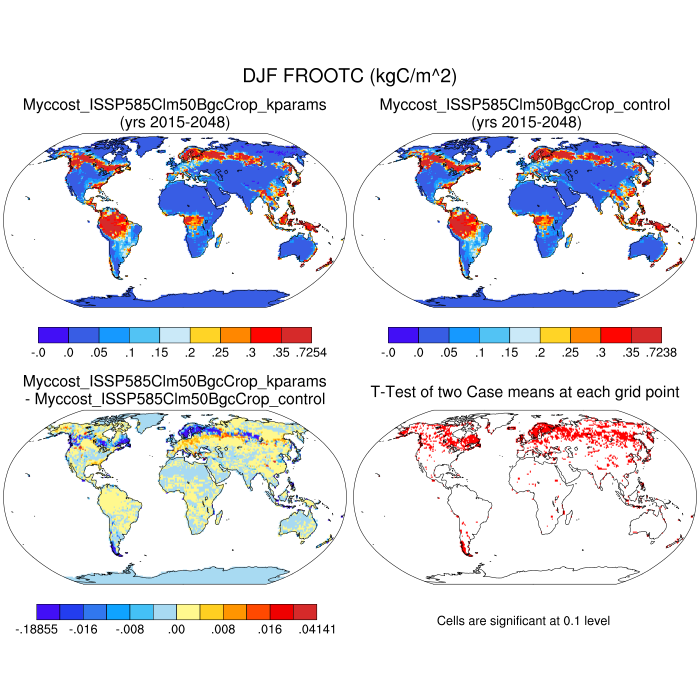 DJF FROOTC (kgC/m^2)
Myccost_ISSP585Clm50BgcCrop_kparams
(yrs 2015-2048)
Myccost_ISSP585Clm50BgcCrop_control
(yrs 2015-2048)
-.0 .0 .05 .1 .15 .2 .25 .3 .35 .7254
-.0 .0 .05 .1 .15 .2 .25 .3 .35 .7238
Myccost_ISSP585Clm50BgcCrop_kparams
- Myccost_ISSP585Clm50BgcCrop_control
T-Test of two Case means at each grid point
-.18855 -.016 -.008 .00 .008 .016 .04141
Cells are significant at 0.1 level